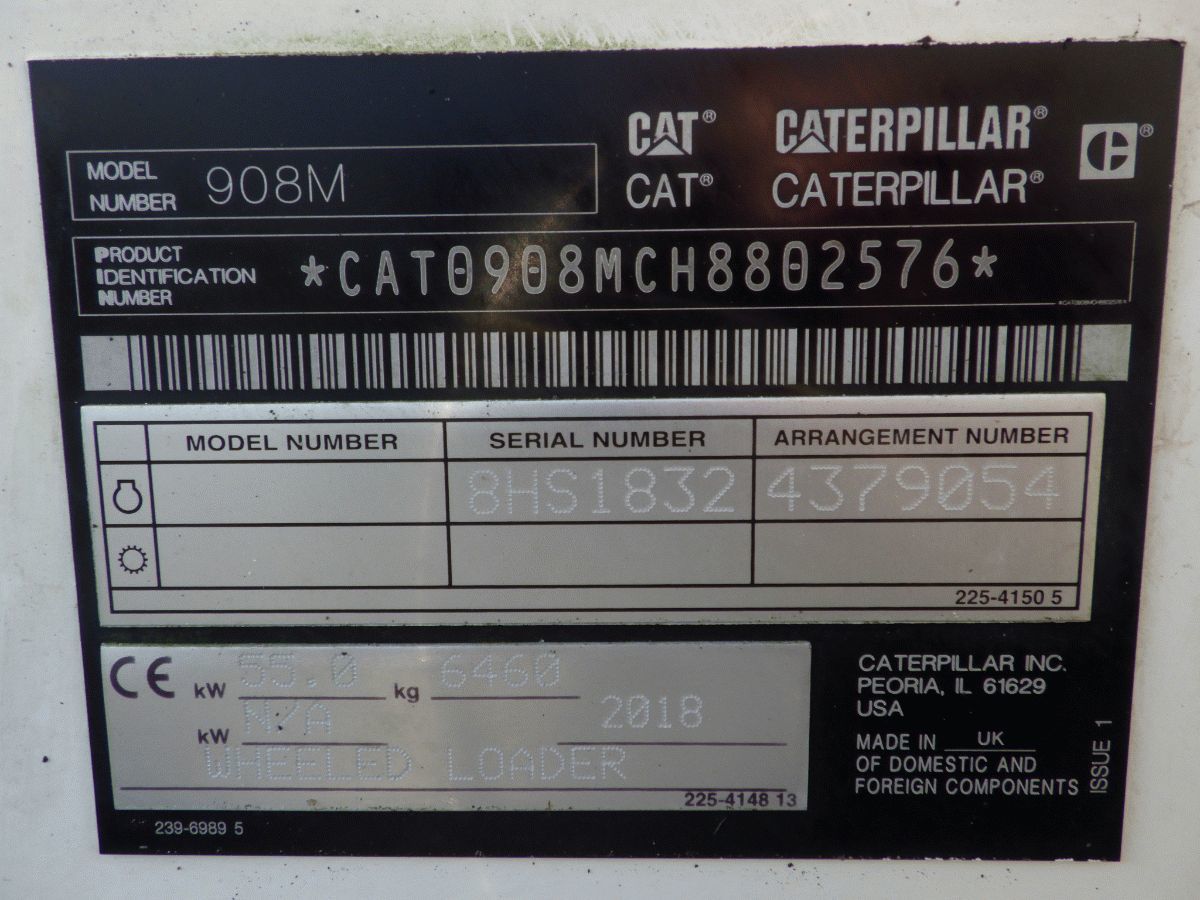 CAT® CATERPILLAR®
CAT® CATERPILLAR®
C®
MODEL NUMBER 908M
PRODUCT IDENTIFICATION NUMBER *CAT0908MCH8802576*
*CAT0908MCH8802576*
MODEL NUMBER SERIAL NUMBER ARRANGEMENT NUMBER
8HS1832 4379054
225-4150 5
CE kW 55.0 kg 6460
kW N/A 2018
WHEELED LOADER
225-4148 13
239-6989 5
CATERPILLAR INC.
PEORIA, IL 61629
USA
MADE IN UK
OF DOMESTIC AND
FOREIGN COMPONENTS
ISSUE 1